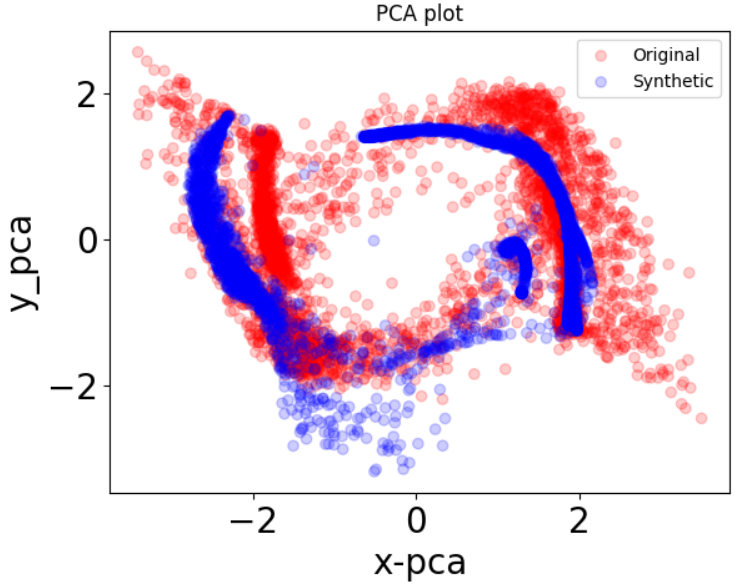 PCA plot
Original
Synthetic
2
0
−2
y_pca
−2
0
2
x-pca